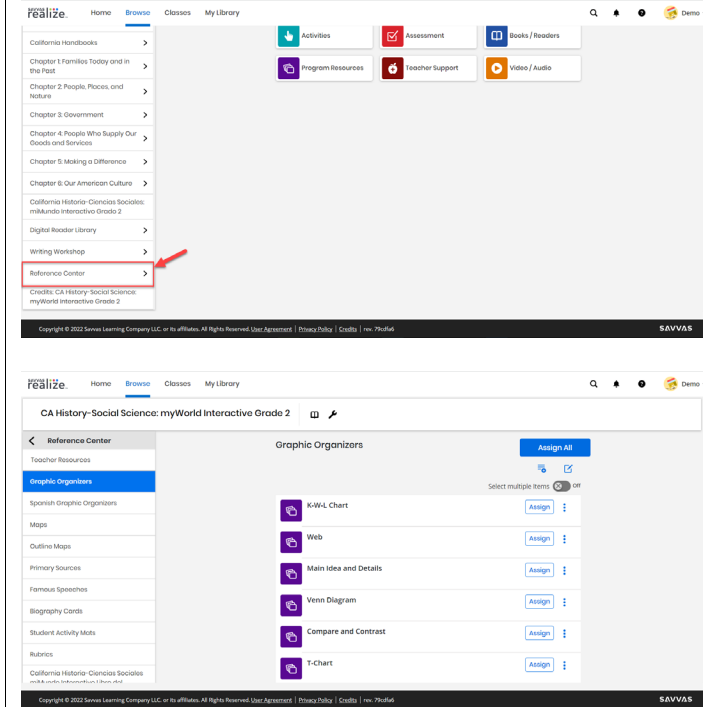 savvas
realize. Home Browse Classes My Library Demo
California Handbooks
Chapter 1: Families Today and in
the Past
Chapter 2: People, Places, and
Nature
Chapter 3: Government
Chapter 4: People Who Supply Our
Goods and Services
Chapter 5: Making a Difference
Chapter 6: Our American Culture
California Historia-Ciencias Sociales:
miMundo Interactivo Grado 2
Digital Reader Library
Writing Workshop
Reference Center
Credits: CA History-Social Science:
myWorld Interactive Grade 2
Activities Assessment Books / Readers
Program Resources Teacher Support Video / Audio
Copyright © 2022 Savvas Learning Company LLC. or its affiliates. All Rights Reserved. User Agreement | Privacy Policy | Credits | rev. 79cdfa6 SAVVAS
savvas
realize. Home Browse Classes My Library Demo
CA History-Social Science: myWorld Interactive Grade 2
Reference Center
Teacher Resources
Graphic Organizers
Spanish Graphic Organizers
Maps
Outline Maps
Primary Sources
Famous Speeches
Biography Cards
Student Activity Mats
Rubrics
California Historia-Ciencias Sociales
Graphic Organizers Assign All
Select multiple items Off
K-W-L Chart Assign
Web Assign
Main Idea and Details Assign
Venn Diagram Assign
Compare and Contrast Assign
T-Chart Assign
Copyright © 2022 Savvas Learning Company LLC. or its affiliates. All Rights Reserved. User Agreement | Privacy Policy | Credits | rev. 79cdfa6 SAVVAS